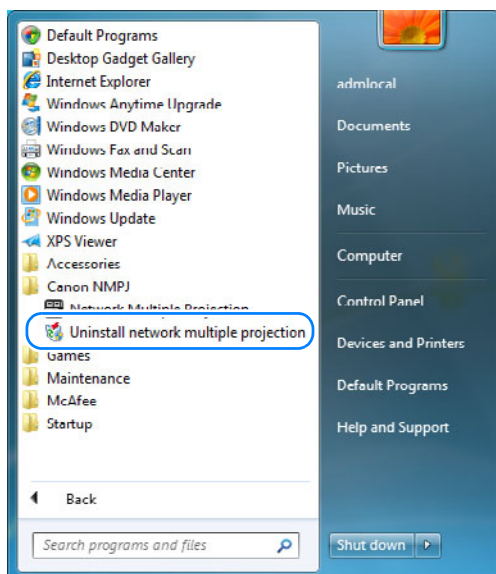 Default Programs
Desktop Gadget Gallery
Internet Explorer
Windows Anytime Upgrade
Windows DVD Maker
Windows Fax and Scan
Windows Media Center
Windows Media Player
Windows Update
XPS Viewer
Accessories
Canon NMPJ
Network Multiple Projection
Uninstall network multiple projection
Games
Maintenance
McAfee
Startup
Back
Search programs and files
admlocal
Documents
Pictures
Music
Computer
Control Panel
Devices and Printers
Default Programs
Help and Support
Shut down